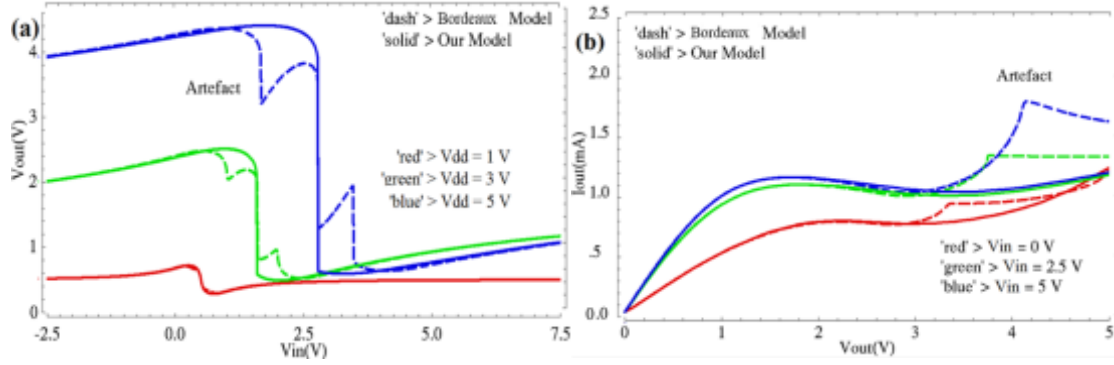 (a)
'dash' > Bordeaux Model
'solid' > Our Model
Artefact
'red' > Vdd = 1 V
'green' > Vdd = 3 V
'blue' > Vdd = 5 V
Vout(V)
4
3
2
1
0
-2.5
0.0
2.5
5.0
7.5
Vin(V)
(b)
'dash' > Bordeaux Model
'solid' > Our Model
Artefact
'red' > Vin = 0 V
'green' > Vin = 2.5 V
'blue' > Vin = 5 V
Iout(mA)
2.5
2.0
1.5
1.0
.5
0.0
0
1
2
3
4
5
Vout(V)